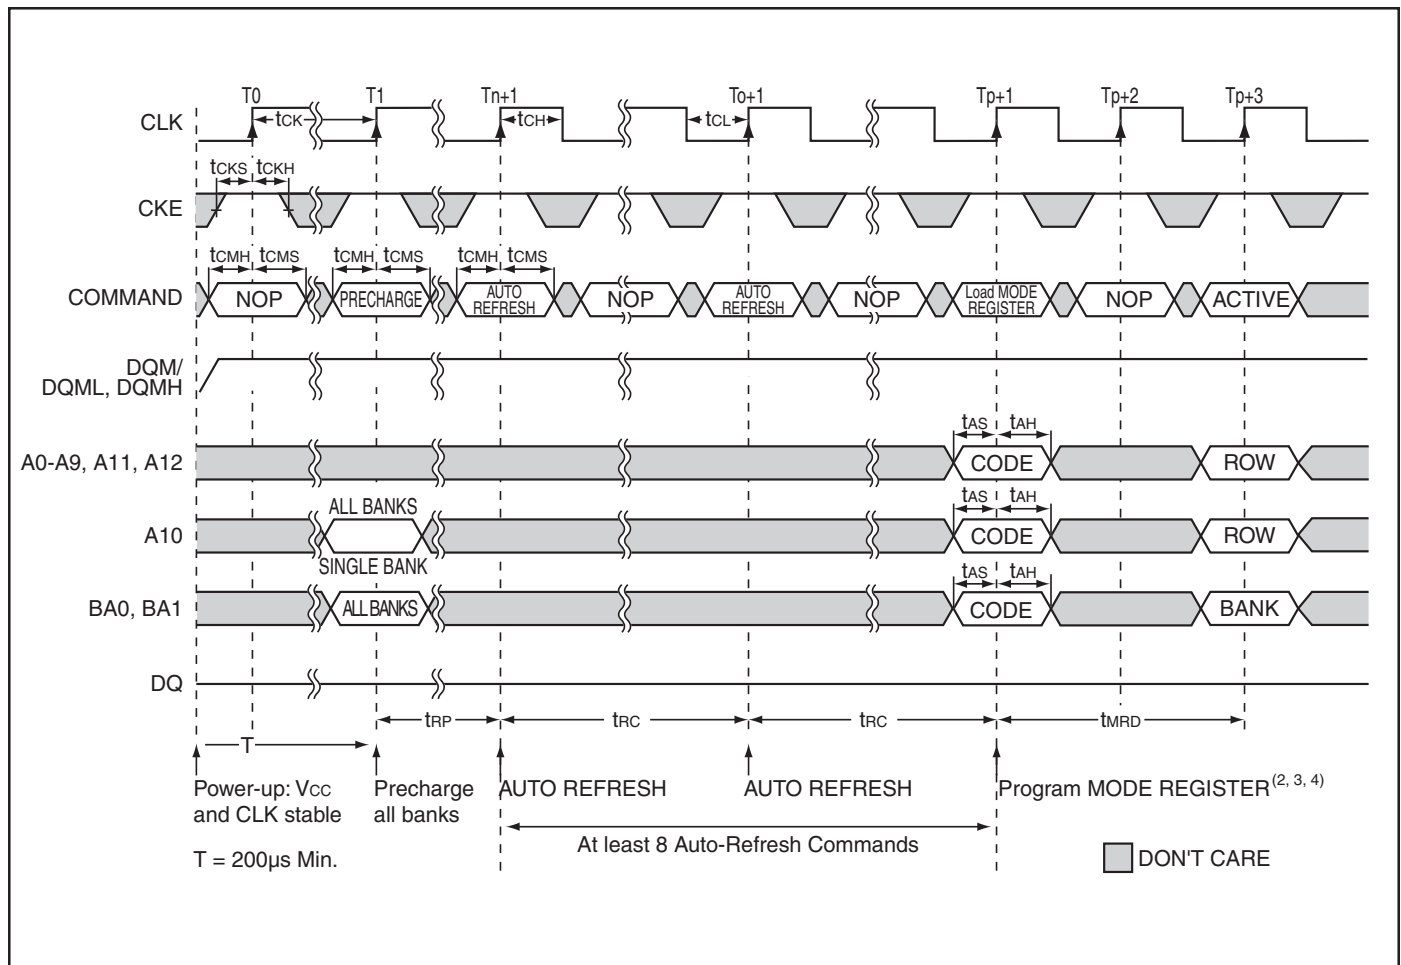 T0 T1 Tn+1 To+1 Tp+1 Tp+2 Tp+3
CLK tCK tCH tCL
tCKS tCKH
CKE
tCMH tCMS tCMH tCMS tCMH tCMS
COMMAND NOP PRECHARGE AUTO REFRESH NOP AUTO REFRESH NOP Load MODE REGISTER NOP ACTIVE
DQM/
DQML, DQMH
tAS tAH
A0-A9, A11, A12 CODE ROW
ALL BANKS tAS tAH
A10 CODE ROW
SINGLE BANK tAS tAH
BA0, BA1 ALL BANKS CODE BANK
DQ
tRP tRC tRC tMRD
T
Power-up: VCC Precharge AUTO REFRESH AUTO REFRESH Program MODE REGISTER(2, 3, 4)
and CLK stable all banks
At least 8 Auto-Refresh Commands
T = 200µs Min. DON'T CARE